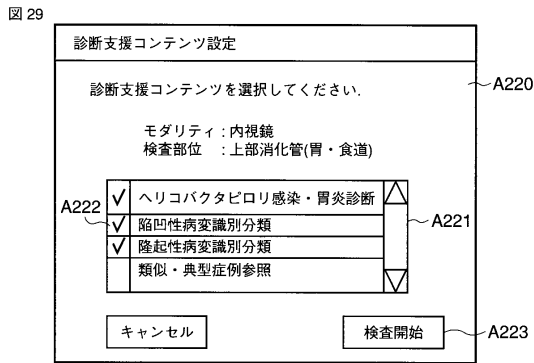 図 29
診断支援コンテンツ設定
診断支援コンテンツを選択してください.
A220
モダリティ : 内視鏡
検査部位 : 上部消化管(胃・食道)
✓ ヘリコバクタピロリ感染・胃炎診断
A222
✓ 陥凹性病変識別分類
A221
✓ 隆起性病変識別分類
類似・典型症例参照
キャンセル
検査開始
A223